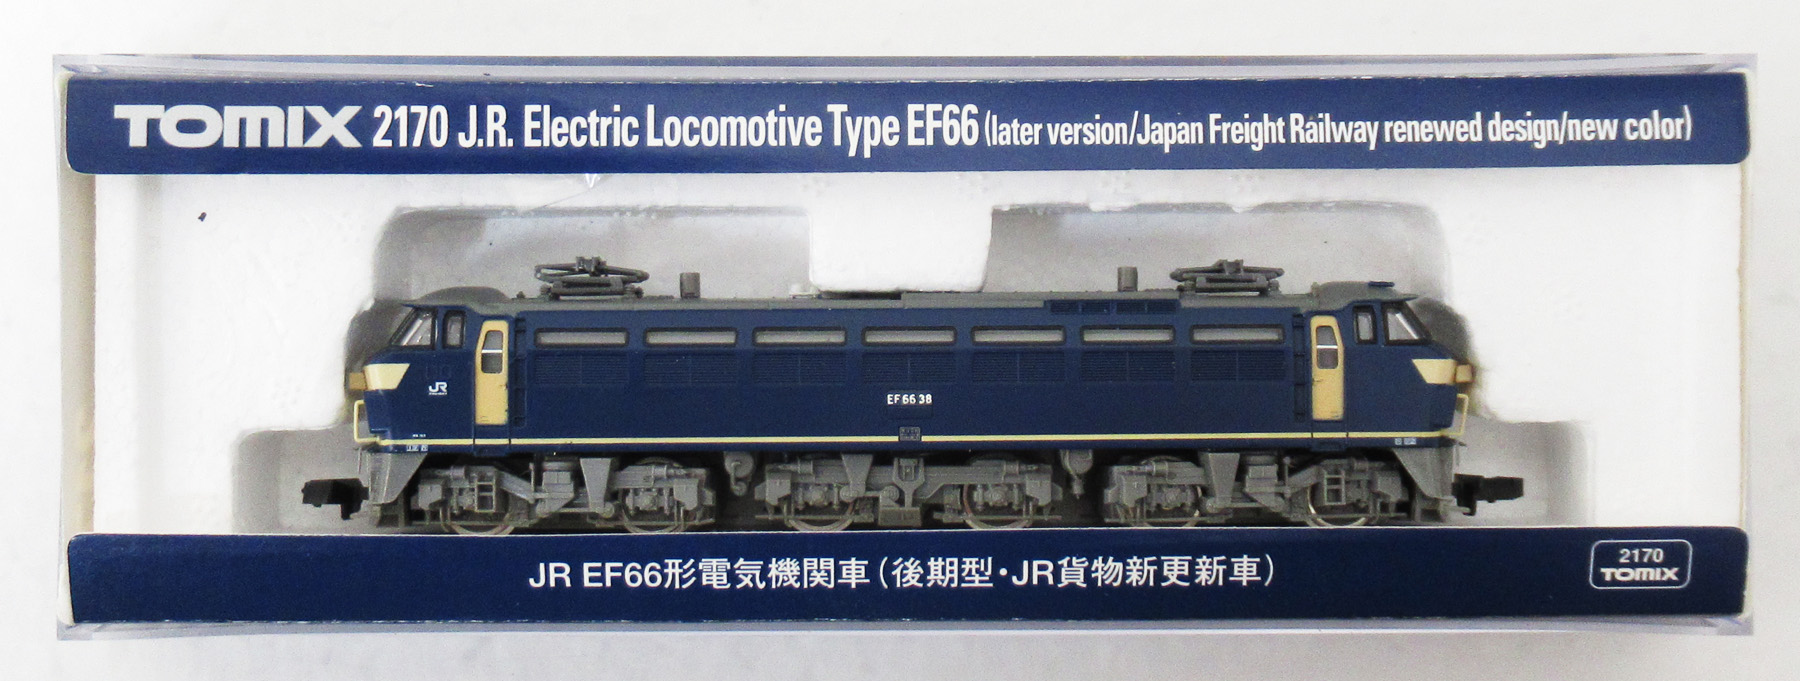 TOMIX 2170 J.R. Electric Locomotive Type EF66 (later version/Japan Freight Railway renewed design/new color)
JR
EF66 38
JR EF66形電気機関車(後期型・JR貨物新更新車)
2170
TOMIX